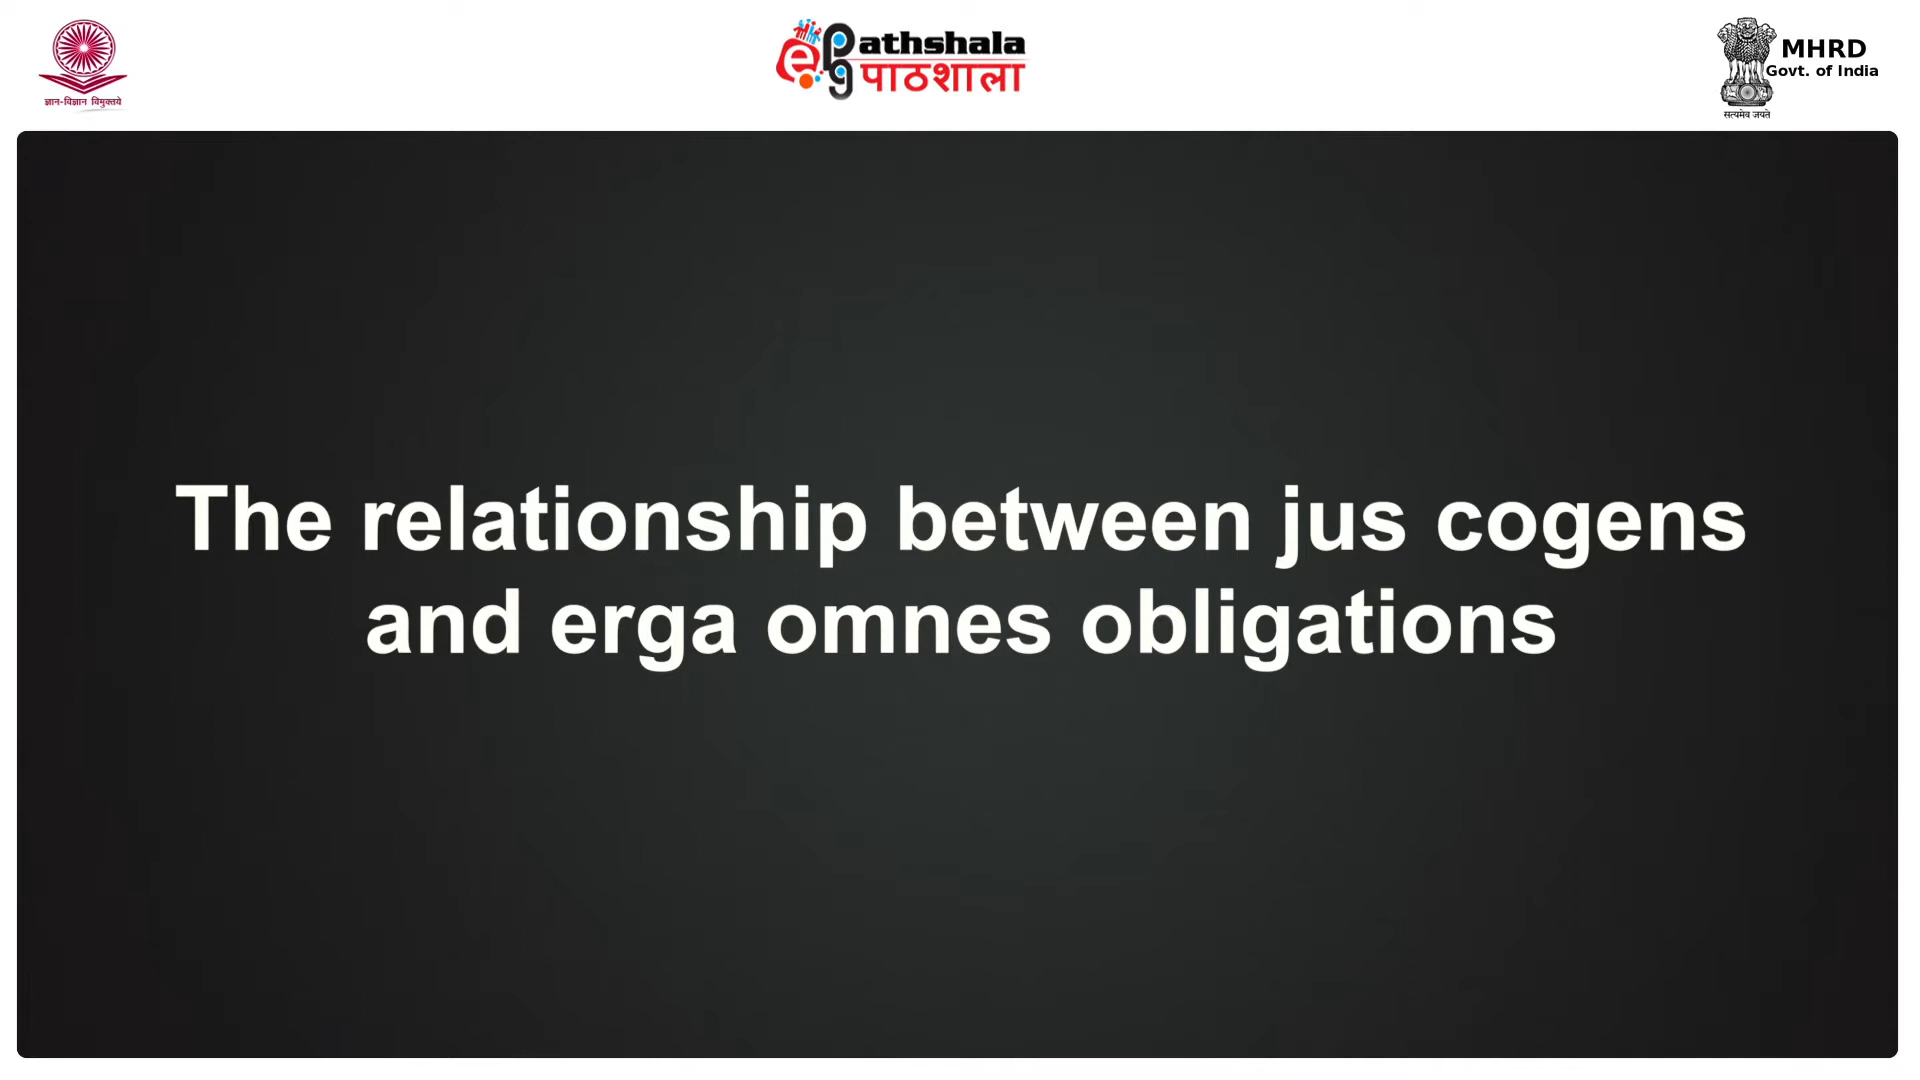 ज्ञान-विज्ञान विमुक्तये
ePG
athshala
पाठशाला
MHRD
Govt. of India
सत्यमेव जयते
The relationship between jus cogens
and erga omnes obligations